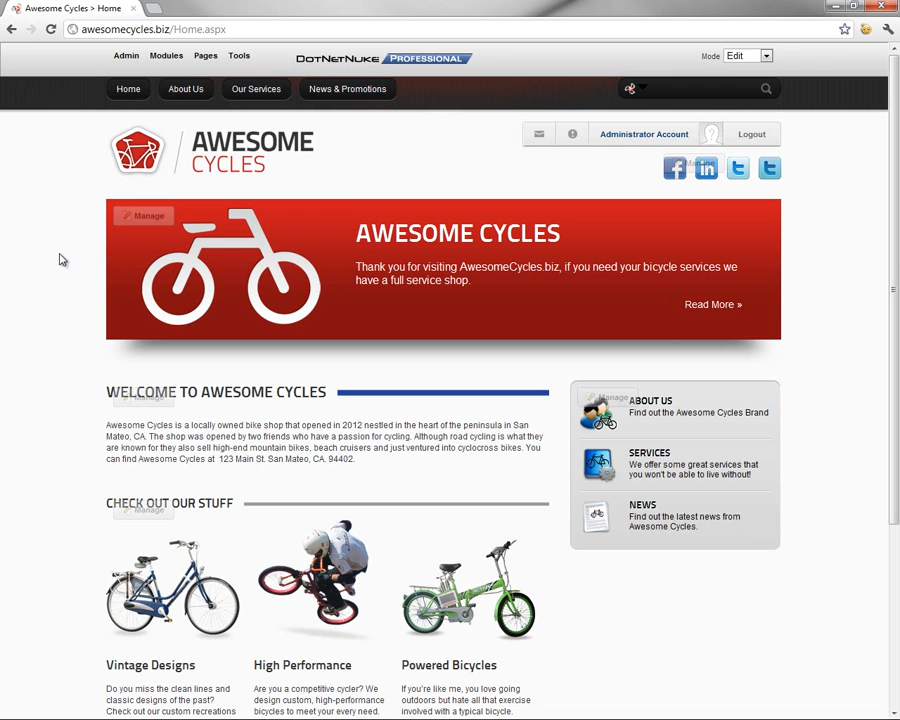 Awesome Cycles > Home
awesomecycles.biz/Home.aspx
Admin Modules Pages Tools
DOTNETNUKE PROFESSIONAL
Mode Edit
Home About Us Our Services News & Promotions
AWESOME
CYCLES
Administrator Account Logout
Manage
Manage
AWESOME CYCLES
Thank you for visiting AwesomeCycles.biz, if you need your bicycle services we
have a full service shop.
Read More »
WELCOME TO AWESOME CYCLES
Manage
Awesome Cycles is a locally owned bike shop that opened in 2012 nestled in the heart of the peninsula in San
Mateo, CA. The shop was opened by two friends who have a passion for cycling. Although road cycling is what they
are known for they also sell high-end mountain bikes, beach cruisers and just ventured into cyclocross bikes. You
can find Awesome Cycles at 123 Main St. San Mateo, CA. 94402.
Manage
ABOUT US
Find out the Awesome Cycles Brand
SERVICES
We offer some great services that
you won't be able to live without!
NEWS
Find out the latest news from
Awesome Cycles.
CHECK OUT OUR STUFF
Manage
Vintage Designs
Do you miss the clean lines and
classic designs of the past?
Check out our custom recreations
High Performance
Are you a competitive cycler? We
design custom, high-performance
bicycles to meet your every need.
Powered Bicycles
If you're like me, you love going
outdoors but hate all that exercise
involved with a typical bicycle.